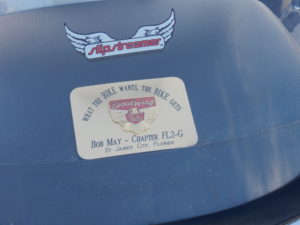 slipstreamer
WHAT THE BIKE WANTS, THE BIKE GETS
GOLD WING
BOB MAY - CHAPTER FL2-G
ST JAMES CITY, FLORIDA